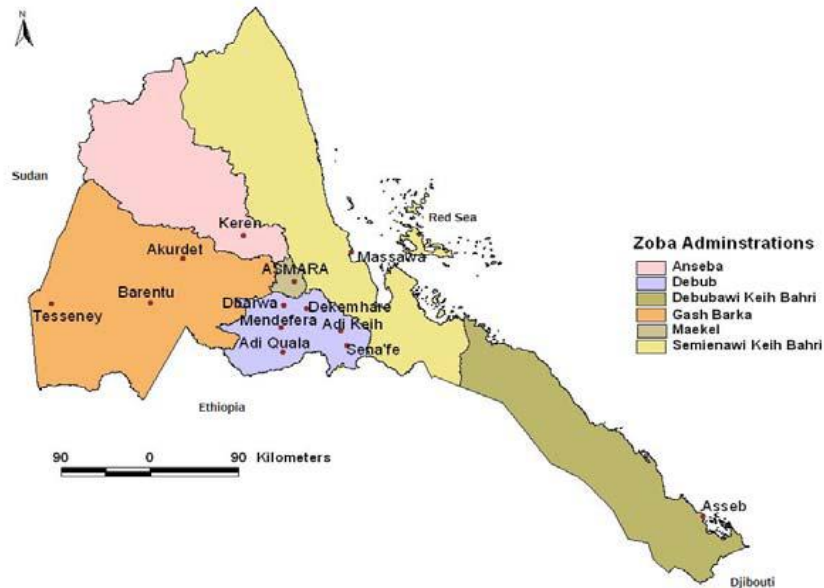 N
Sudan
Red Sea
Keren
Massawa
Akurdet
ASMARA
Barentu
Tesseney
Dbarwa
Dekemhare
Mendefera
Adi Keih
Adi Quala
Sena'fe
Ethiopia
Zoba Adminstrations
Anseba
Debub
Debubawi Keih Bahri
Gash Barka
Maekel
Semienawi Keih Bahri
90 0 90 Kilometers
Asseb
Djibouti